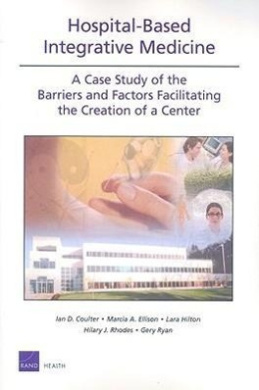 Hospital-Based
Integrative Medicine
A Case Study of the
Barriers and Factors Facilitating
the Creation of a Center
Ian D. Coulter • Marcia A. Ellison • Lara Hilton
Hilary J. Rhodes • Gery Ryan
RAND HEALTH